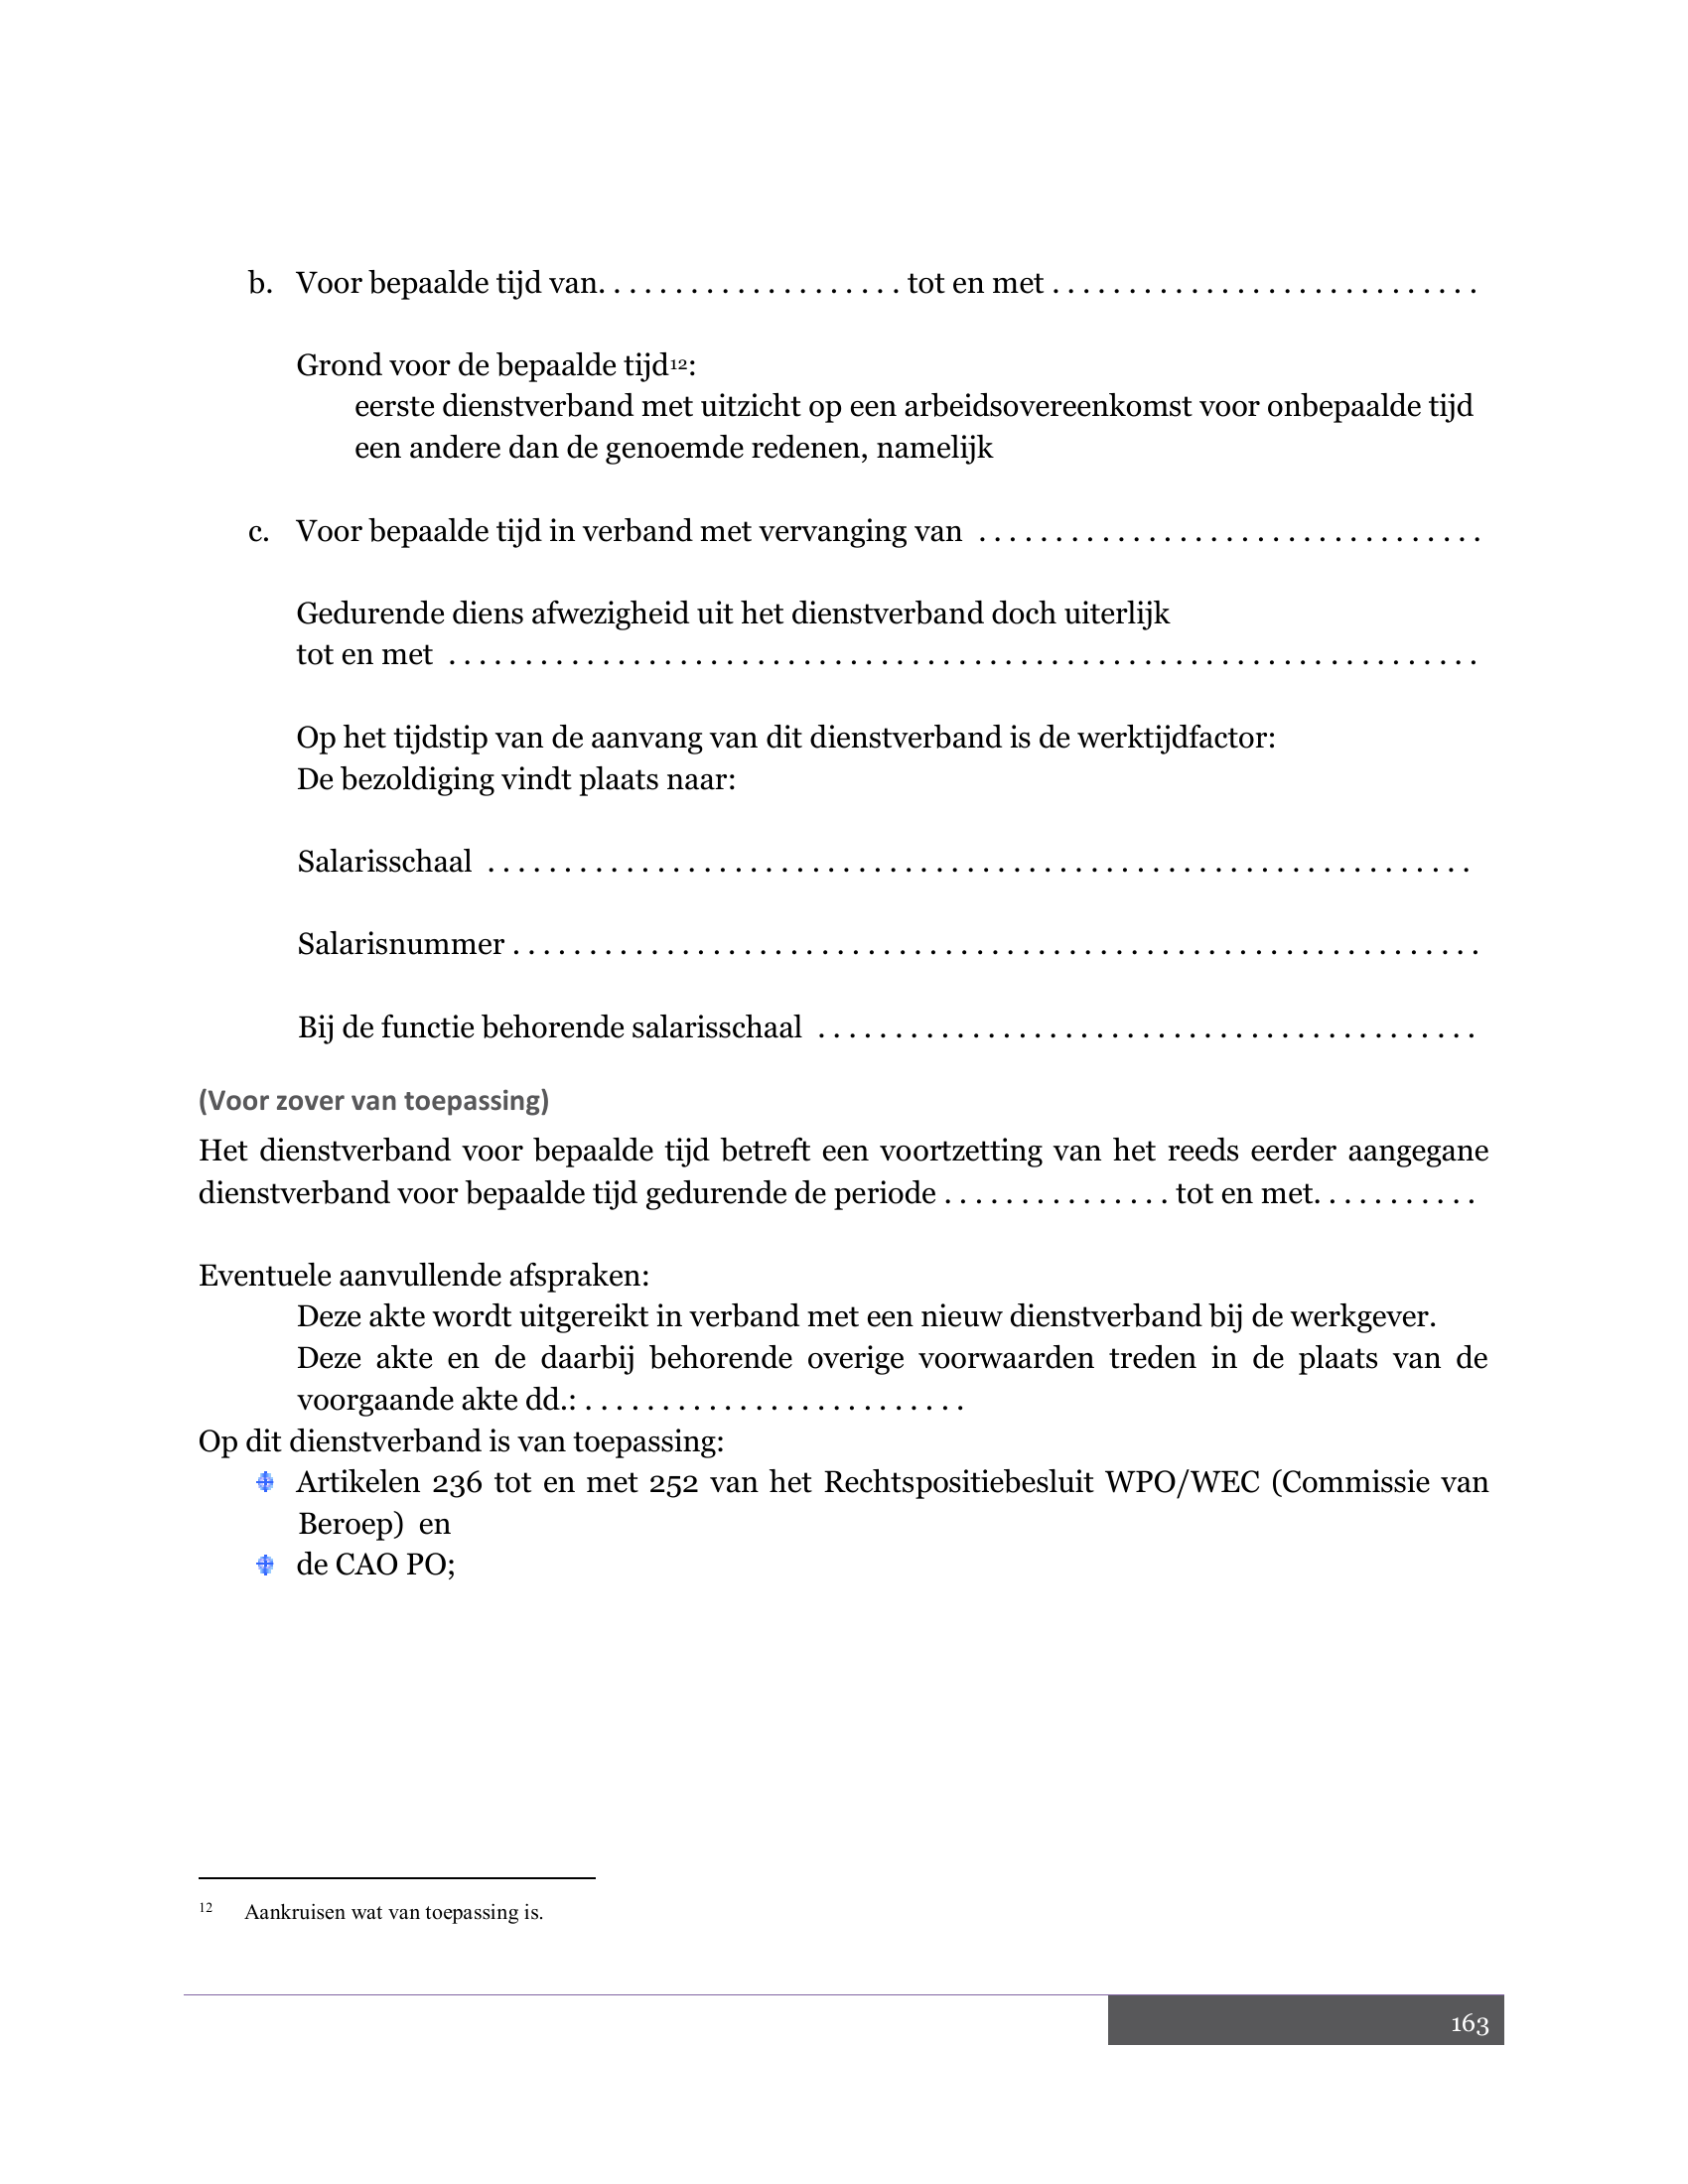 b. Voor bepaalde tijd van. . . . . . . . . . . . . . . . . . . . tot en met . . . . . . . . . . . . . . . . . . . . . . . . . . . .
Grond voor de bepaalde tijd12:
eerste dienstverband met uitzicht op een arbeidsovereenkomst voor onbepaalde tijd
een andere dan de genoemde redenen, namelijk
c. Voor bepaalde tijd in verband met vervanging van . . . . . . . . . . . . . . . . . . . . . . . . . . . . . . . . .
Gedurende diens afwezigheid uit het dienstverband doch uiterlijk
tot en met . . . . . . . . . . . . . . . . . . . . . . . . . . . . . . . . . . . . . . . . . . . . . . . . . . . . . . . . . . . . . . . . . . .
Op het tijdstip van de aanvang van dit dienstverband is de werktijdfactor:
De bezoldiging vindt plaats naar:
Salarisschaal . . . . . . . . . . . . . . . . . . . . . . . . . . . . . . . . . . . . . . . . . . . . . . . . . . . . . . . . . . . . . . . .
Salarisnummer . . . . . . . . . . . . . . . . . . . . . . . . . . . . . . . . . . . . . . . . . . . . . . . . . . . . . . . . . . . . . . .
Bij de functie behorende salarisschaal . . . . . . . . . . . . . . . . . . . . . . . . . . . . . . . . . . . . . . . . . . .
(Voor zover van toepassing)
Het dienstverband voor bepaalde tijd betreft een voortzetting van het reeds eerder aangegane
dienstverband voor bepaalde tijd gedurende de periode . . . . . . . . . . . . . . . tot en met. . . . . . . . . . .
Eventuele aanvullende afspraken:
Deze akte wordt uitgereikt in verband met een nieuw dienstverband bij de werkgever.
Deze akte en de daarbij behorende overige voorwaarden treden in de plaats van de
voorgaande akte dd.: . . . . . . . . . . . . . . . . . . . . . . . . .
Op dit dienstverband is van toepassing:
Artikelen 236 tot en met 252 van het Rechtspositiebesluit WPO/WEC (Commissie van
Beroep) en
de CAO PO;
12 Aankruisen wat van toepassing is.
163